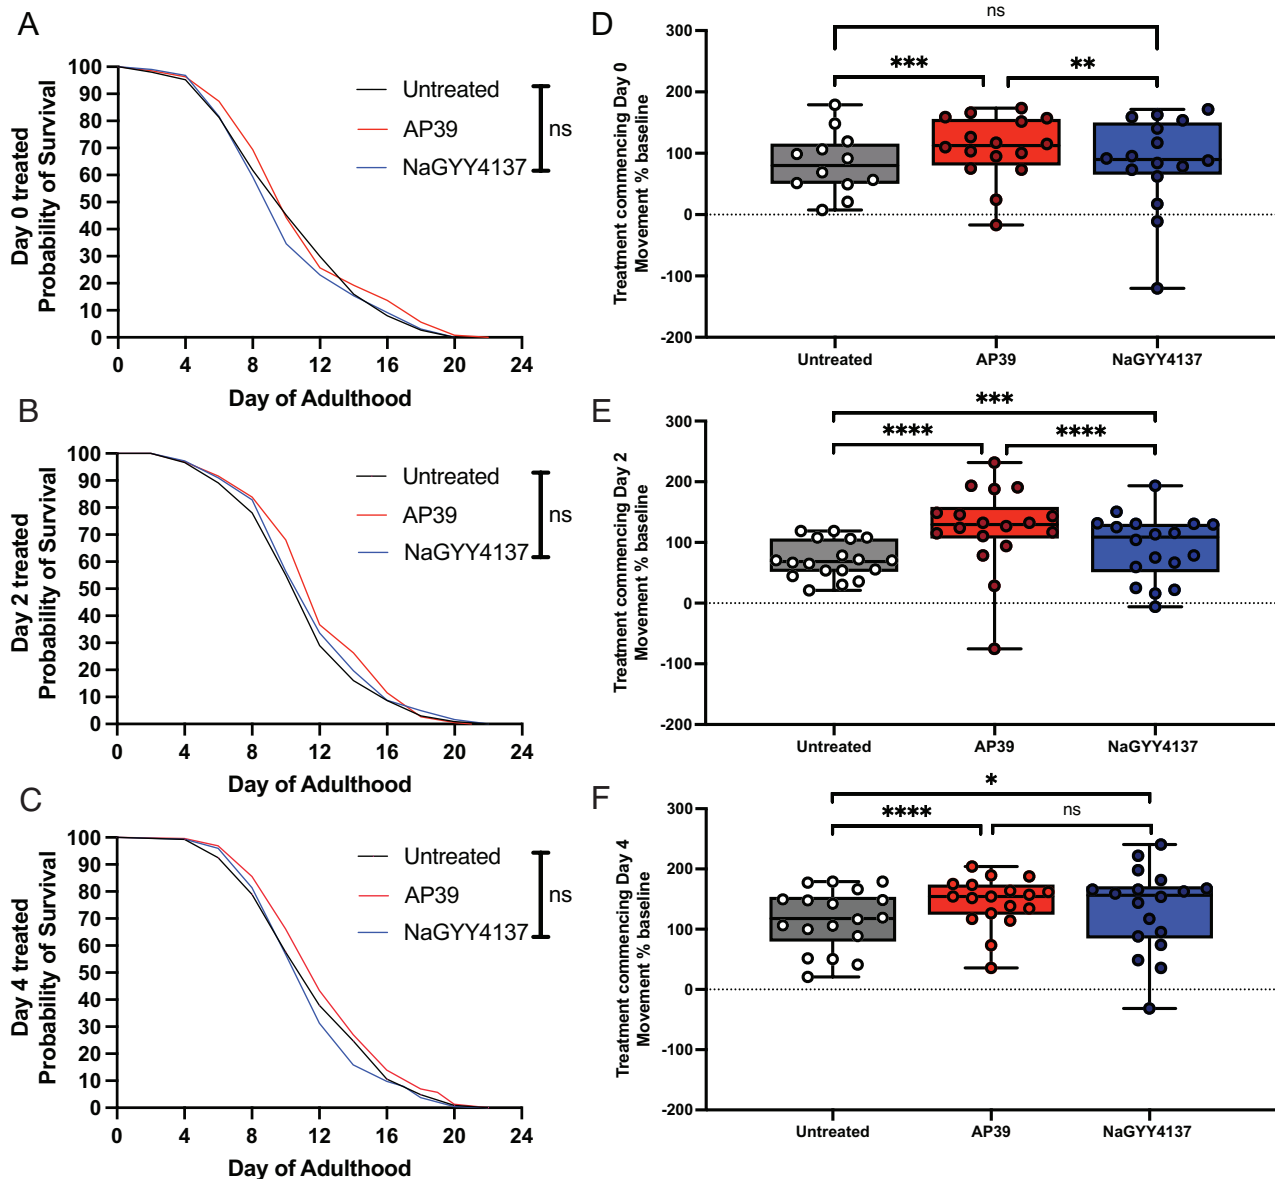 A
Day 0 treated
Probability of Survival
100
90
80
70
60
50
40
30
20
10
0
0 4 8 12 16 20 24
Day of Adulthood
Untreated
AP39
NaGYY4137
ns
D
Treatment commencing Day 0
Movement % baseline
300
200
100
0
-100
-200
ns
*** **
Untreated AP39 NaGYY4137
B
Day 2 treated
Probability of Survival
100
90
80
70
60
50
40
30
20
10
0
0 4 8 12 16 20 24
Day of Adulthood
Untreated
AP39
NaGYY4137
ns
E
Treatment commencing Day 2
Movement % baseline
300
200
100
0
-100
-200
***
**** ****
Untreated AP39 NaGYY4137
C
Day 4 treated
Probability of Survival
100
90
80
70
60
50
40
30
20
10
0
0 4 8 12 16 20 24
Day of Adulthood
Untreated
AP39
NaGYY4137
ns
F
Treatment commencing Day 4
Movement % baseline
300
200
100
0
-100
-200
*
**** ns
Untreated AP39 NaGYY4137